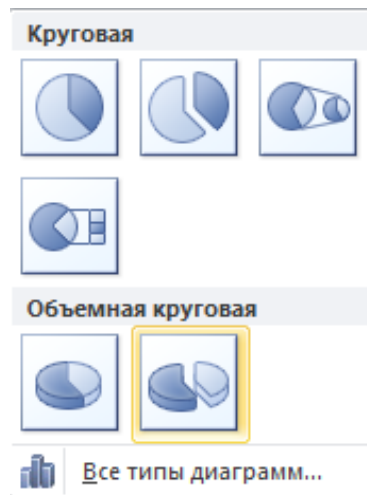 Круговая
Объемная круговая
Все типы диаграмм...